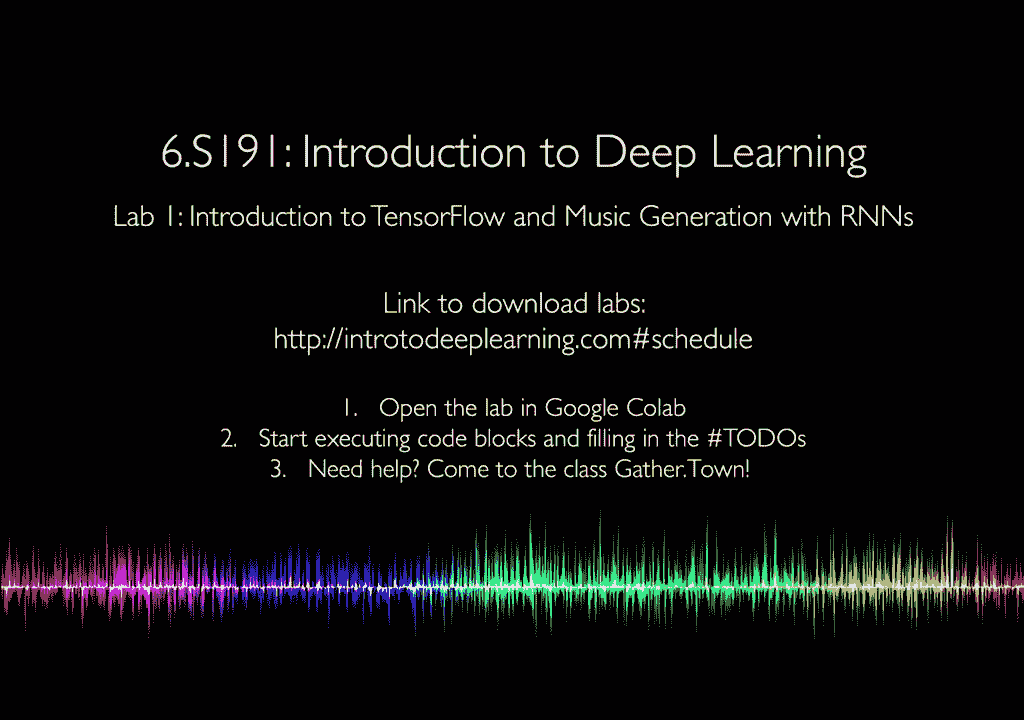 6.S191: Introduction to Deep Learning
Lab 1: Introduction to TensorFlow and Music Generation with RNNs
Link to download labs:
http://introtodeeplearning.com#schedule
1. Open the lab in Google Colab
2. Start executing code blocks and filling in the #TODOs
3. Need help? Come to the class Gather.Town!